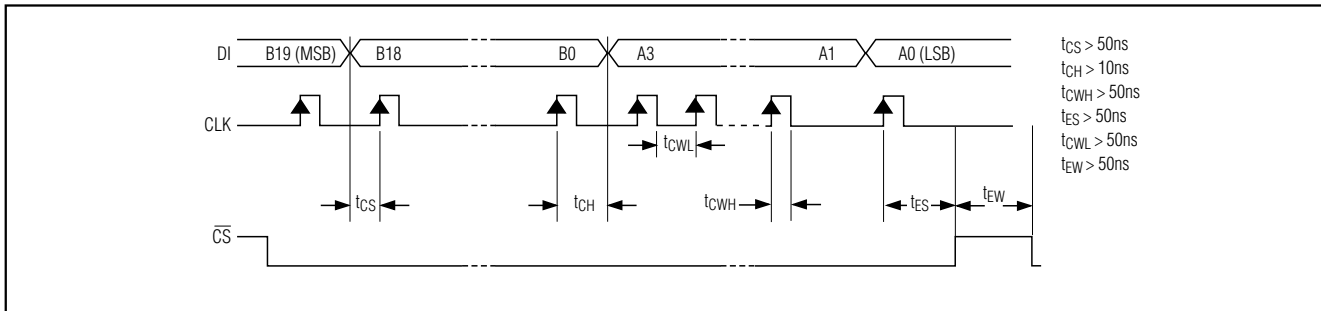 DI B19 (MSB) B18 B0 A3 A1 A0 (LSB)
CLK
tCWL
tCS tCH tCWH tES tEW
CS
tCS > 50ns
tCH > 10ns
tCWH > 50ns
tES > 50ns
tCWL > 50ns
tEW > 50ns